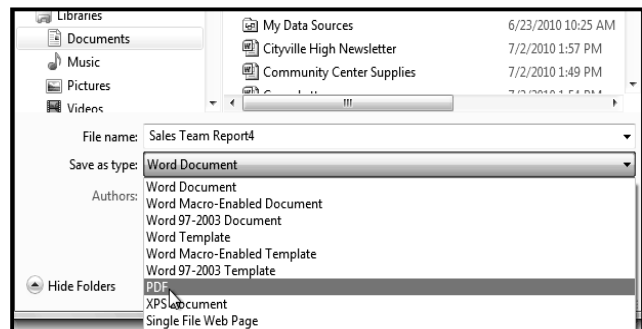 Libraries
Documents
Music
Pictures
Videos
My Data Sources 6/23/2010 10:25 AM
Cityville High Newsletter 7/2/2010 1:57 PM
Community Center Supplies 7/2/2010 1:49 PM
File name: Sales Team Report4
Save as type: Word Document
Authors:
Word Document
Word Macro-Enabled Document
Word 97-2003 Document
Word Template
Word Macro-Enabled Template
Word 97-2003 Template
PDF
XPS Document
Single File Web Page
Hide Folders